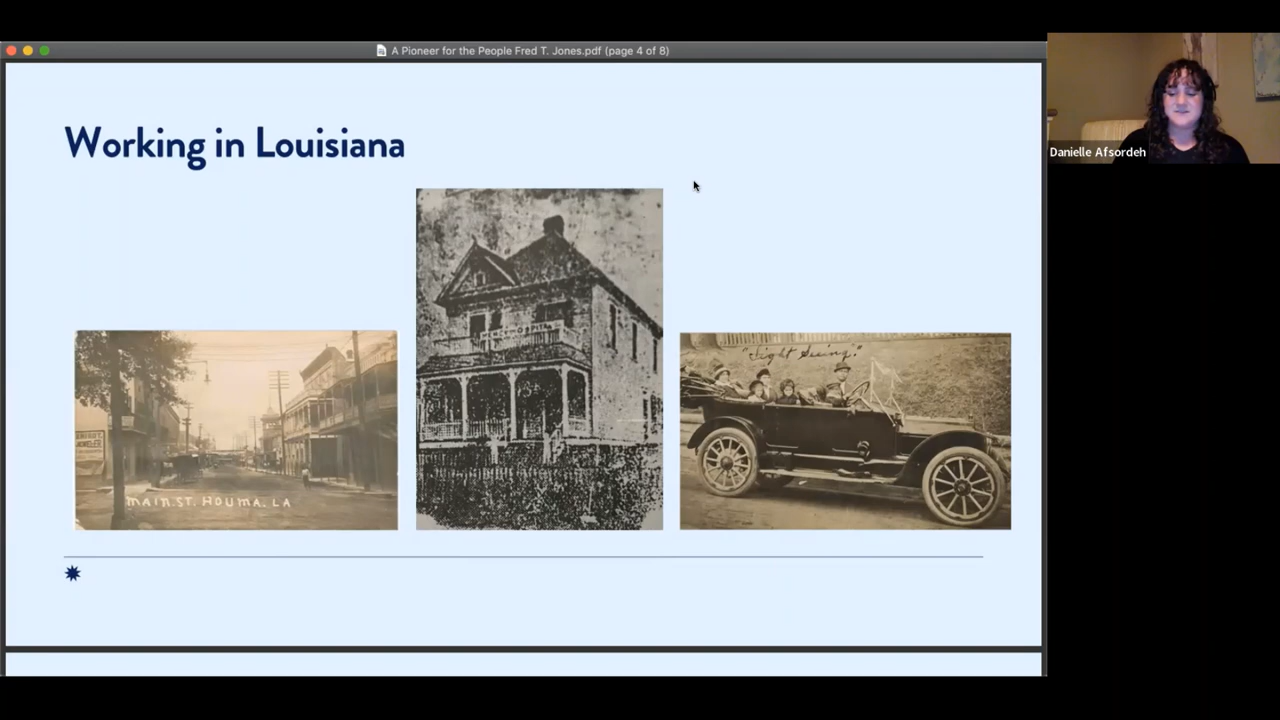 A Pioneer for the People Fred T. Jones.pdf (page 4 of 8)
Danielle Afsordeh
Working in Louisiana
MAIN.ST. HOUMA. LA
"Sight Seeing."